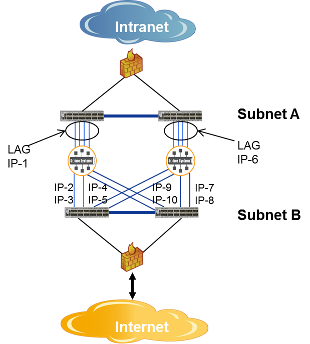 Intranet
Subnet A
LAG
IP-1
LAG
IP-6
IP-2
IP-4
IP-9
IP-7
IP-3
IP-5
IP-10
IP-8
Subnet B
Internet